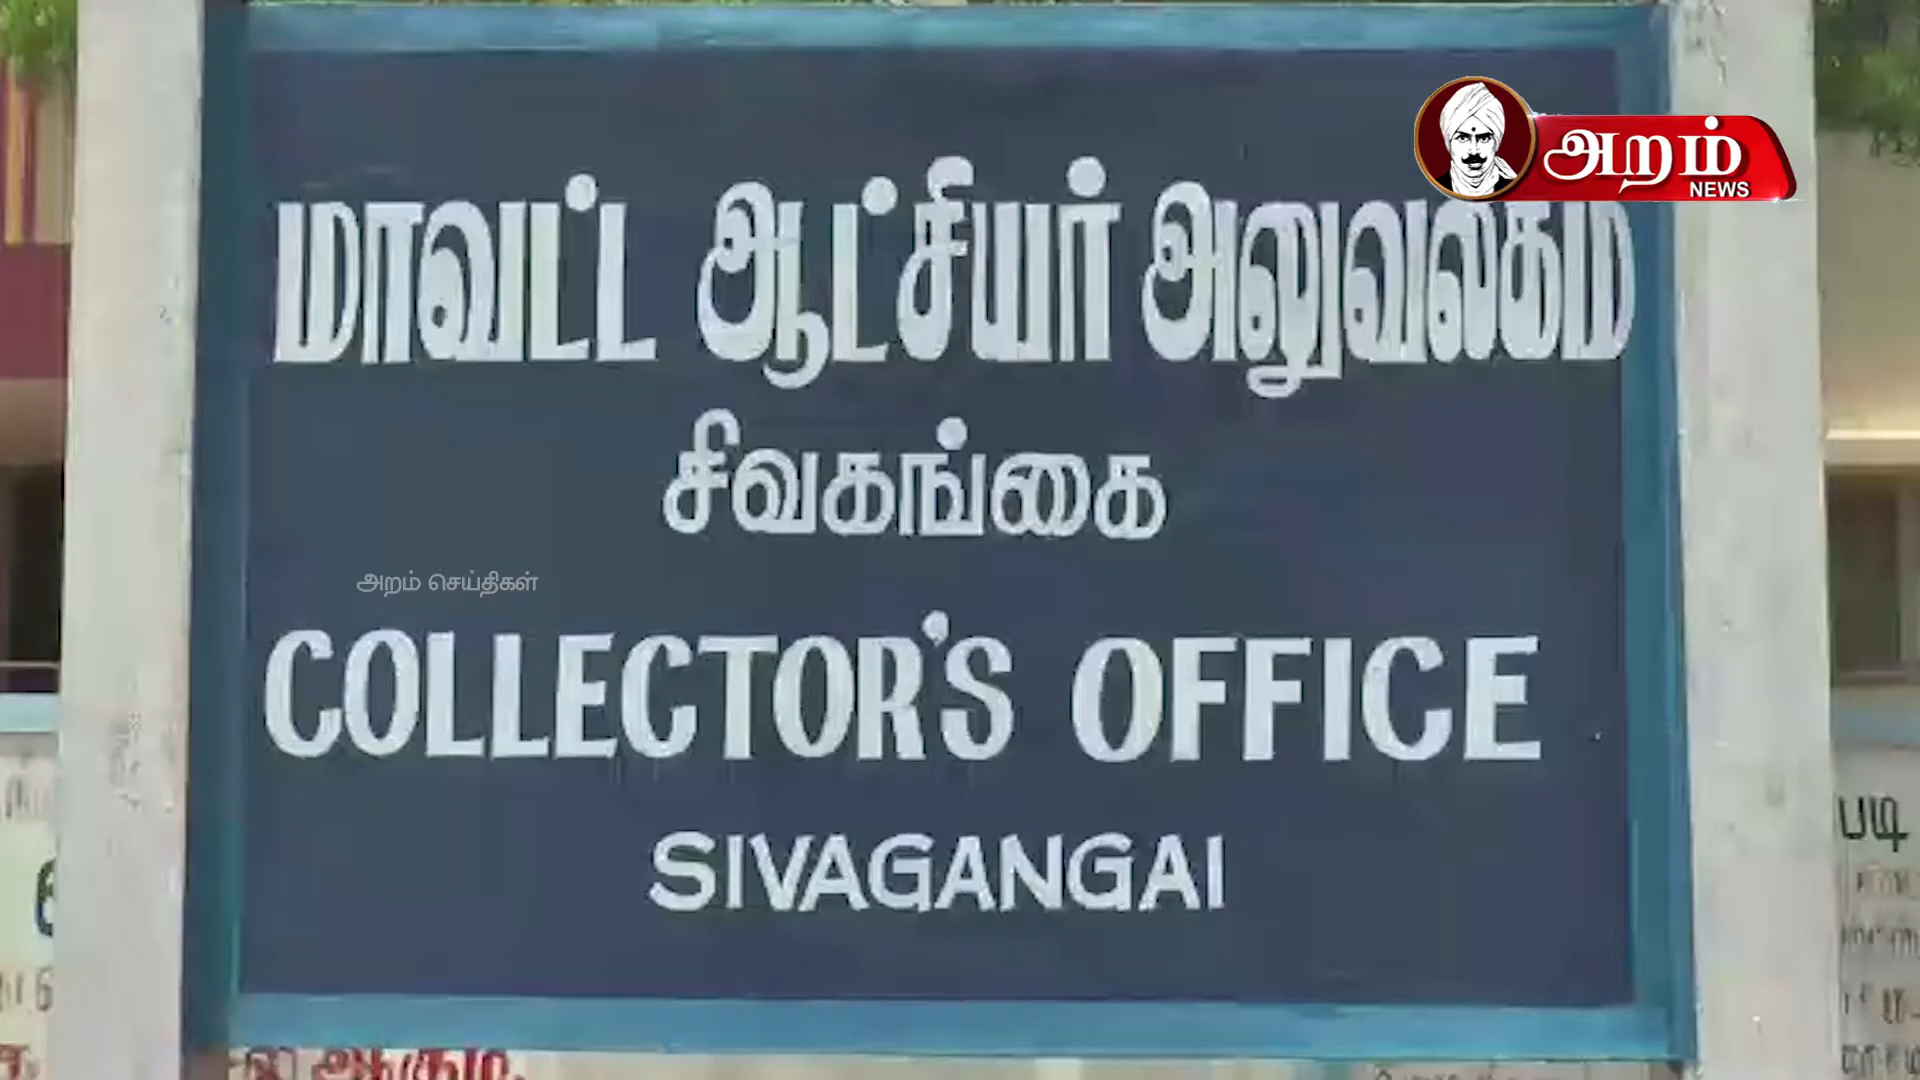 அறம்
NEWS
மாவட்ட ஆட்சியர் அலுவலகம்
சிவகங்கை
அறம் செய்திகள்
COLLECTOR'S OFFICE
SIVAGANGAI
படி